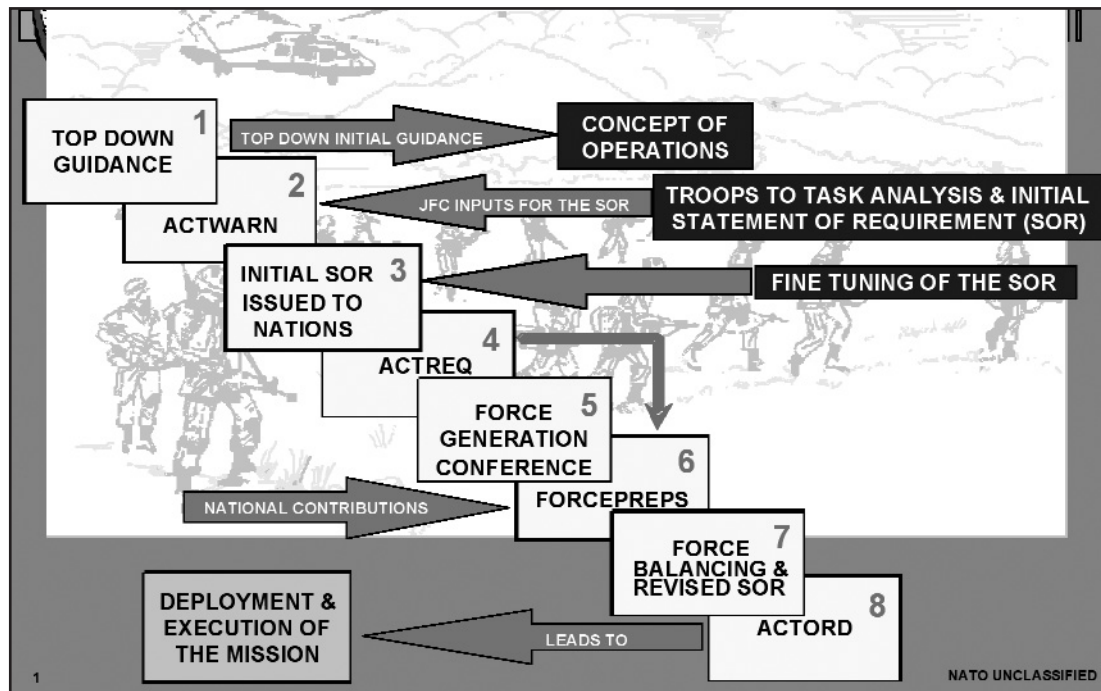 1
TOP DOWN
GUIDANCE
TOP DOWN INITIAL GUIDANCE
CONCEPT OF
OPERATIONS
2
ACTWARN
JFC INPUTS FOR THE SOR
TROOPS TO TASK ANALYSIS & INITIAL
STATEMENT OF REQUIREMENT (SOR)
3
INITIAL SOR
ISSUED TO
NATIONS
FINE TUNING OF THE SOR
4
ACTREQ
5
FORCE
GENERATION
CONFERENCE
6
FORCEPREPS
NATIONAL CONTRIBUTIONS
7
FORCE
BALANCING &
REVISED SOR
8
ACTORD
LEADS TO
DEPLOYMENT &
EXECUTION OF
THE MISSION
1
NATO UNCLASSIFIED